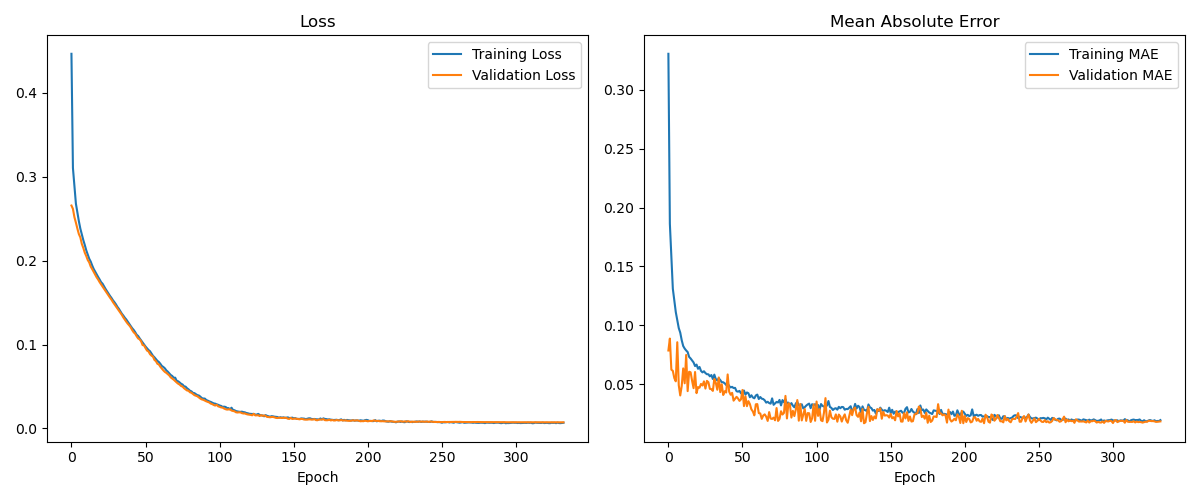 Loss
Training Loss
Validation Loss
0.4
0.3
0.2
0.1
0.0
0 50 100 150 200 250 300
Epoch
Mean Absolute Error
Training MAE
Validation MAE
0.30
0.25
0.20
0.15
0.10
0.05
0 50 100 150 200 250 300
Epoch